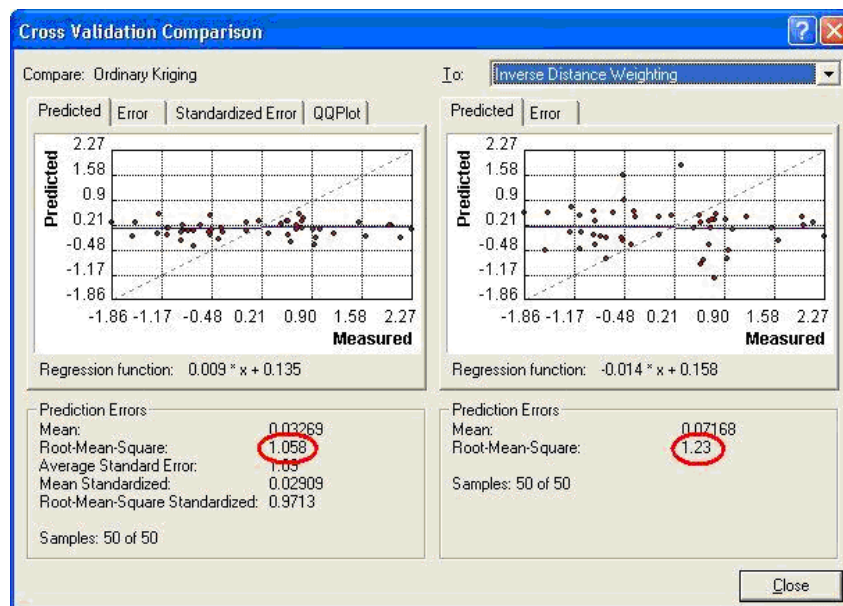 Cross Validation Comparison
Compare: Ordinary Kriging
To: Inverse Distance Weighting
Predicted Error Standardized Error QQPlot
Predicted
2.27
1.58
0.9
0.21
-0.48
-1.17
-1.86
-1.86 -1.17 -0.48 0.21 0.90 1.58 2.27
Measured
Regression function: 0.009 * x + 0.135
Prediction Errors
Mean: 0.03269
Root-Mean-Square: 1.058
Average Standard Error: 1.09
Mean Standardized: 0.02909
Root-Mean-Square Standardized: 0.9713
Samples: 50 of 50
Predicted Error
Predicted
2.27
1.58
0.9
0.21
-0.48
-1.17
-1.86
-1.86 -1.17 -0.48 0.21 0.90 1.58 2.27
Measured
Regression function: -0.014 * x + 0.158
Prediction Errors
Mean: 0.07168
Root-Mean-Square: 1.23
Samples: 50 of 50
Close